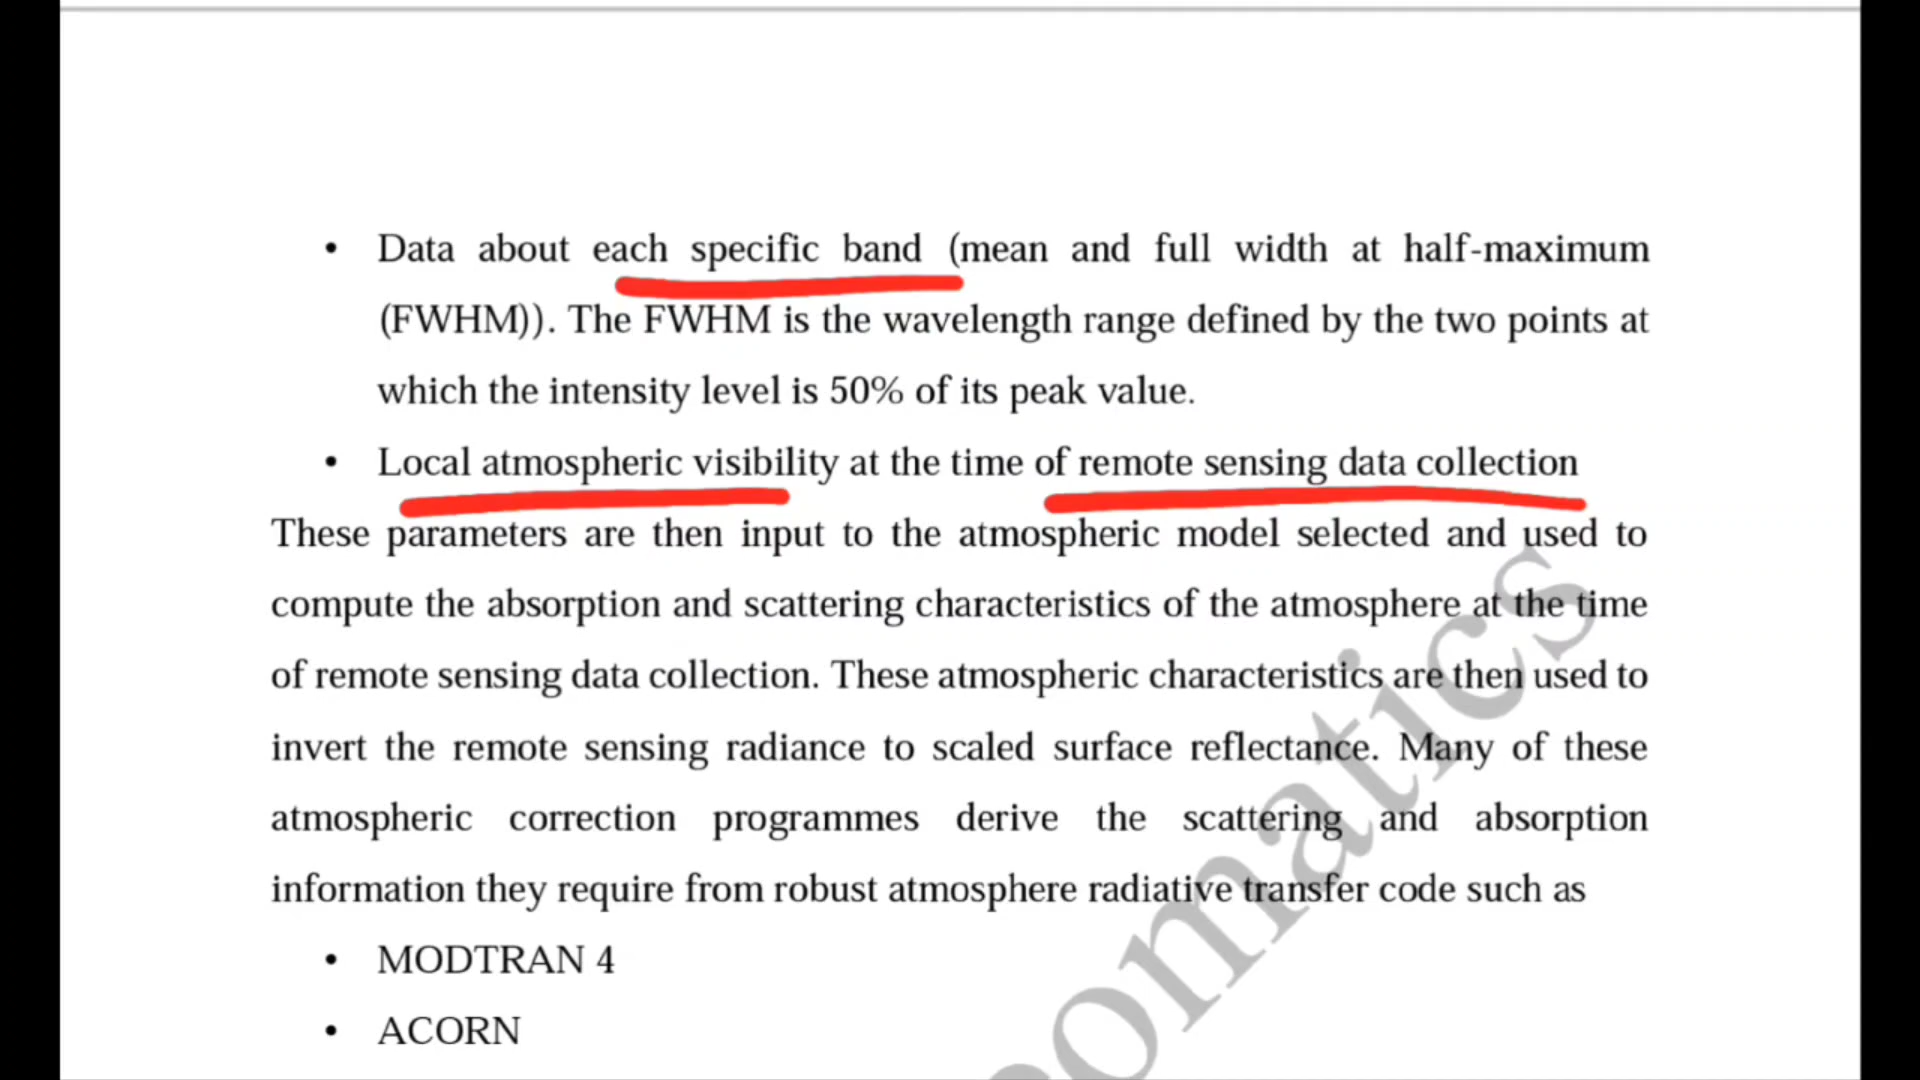 • Data about each specific band (mean and full width at half-maximum
(FWHM)). The FWHM is the wavelength range defined by the two points at
which the intensity level is 50% of its peak value.
• Local atmospheric visibility at the time of remote sensing data collection
These parameters are then input to the atmospheric model selected and used to
compute the absorption and scattering characteristics of the atmosphere at the time
of remote sensing data collection. These atmospheric characteristics are then used to
invert the remote sensing radiance to scaled surface reflectance. Many of these
atmospheric correction programmes derive the scattering and absorption
information they require from robust atmosphere radiative transfer code such as
• MODTRAN 4
• ACORN